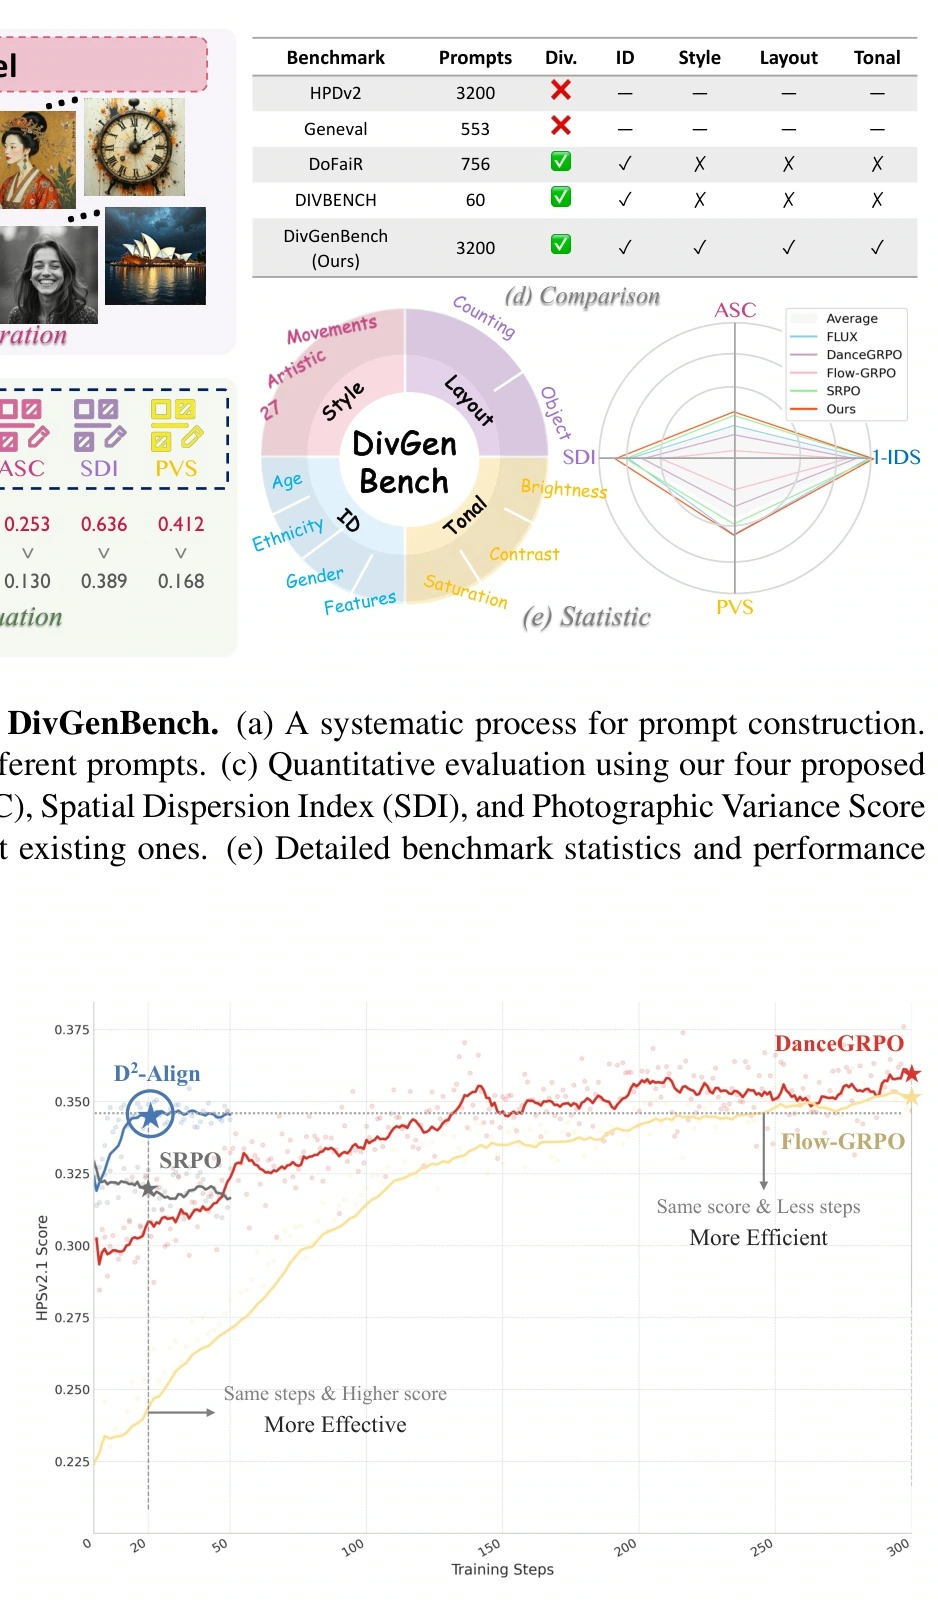 el
ration
Benchmark Prompts Div. ID Style Layout Tonal
HPDv2 3200 ❌ — — — —
Geneval 553 ❌ — — — —
DoFaiR 756 ✅ ✓ ✗ ✗ ✗
DIVBENCH 60 ✅ ✓ ✗ ✗ ✗
DivGenBench
(Ours) 3200 ✅ ✓ ✓ ✓ ✓
(d) Comparison
ASC SDI PVS
0.253 0.636 0.412
0.130 0.389 0.168
uation
Movements
Artistic
27
Style
Counting
Object
Layout
DivGen
Bench
Age
Ethnicity
Gender
Features
ID
Brightness
Contrast
Saturation
Tonal
ASC
SDI
1-IDS
PVS
Average
FLUX
DanceGRPO
Flow-GRPO
SRPO
Ours
(e) Statistic
DivGenBench. (a) A systematic process for prompt construction.
fferent prompts. (c) Quantitative evaluation using our four proposed
C), Spatial Dispersion Index (SDI), and Photographic Variance Score
t existing ones. (e) Detailed benchmark statistics and performance
0.375
0.350
0.325
0.300
0.275
0.250
0.225
HPSv2.1 Score
D²-Align
SRPO
DanceGRPO
Flow-GRPO
Same score & Less steps
More Efficient
Same steps & Higher score
More Effective
0 20 50 100 150 200 250 300
Training Steps